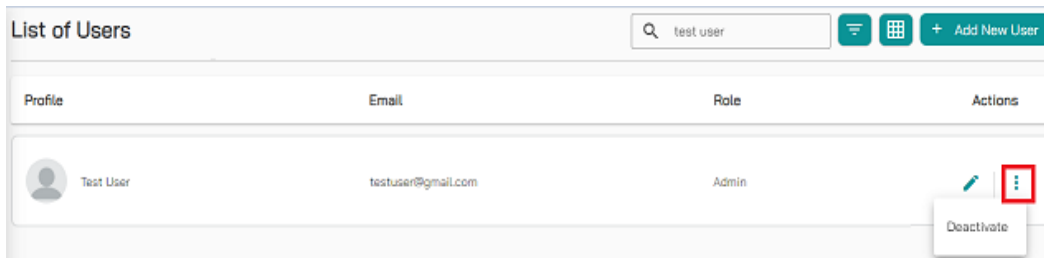 List of Users
test user
+ Add New User
Profile Email Role Actions
Test User testuser@gmail.com Admin
Deactivate